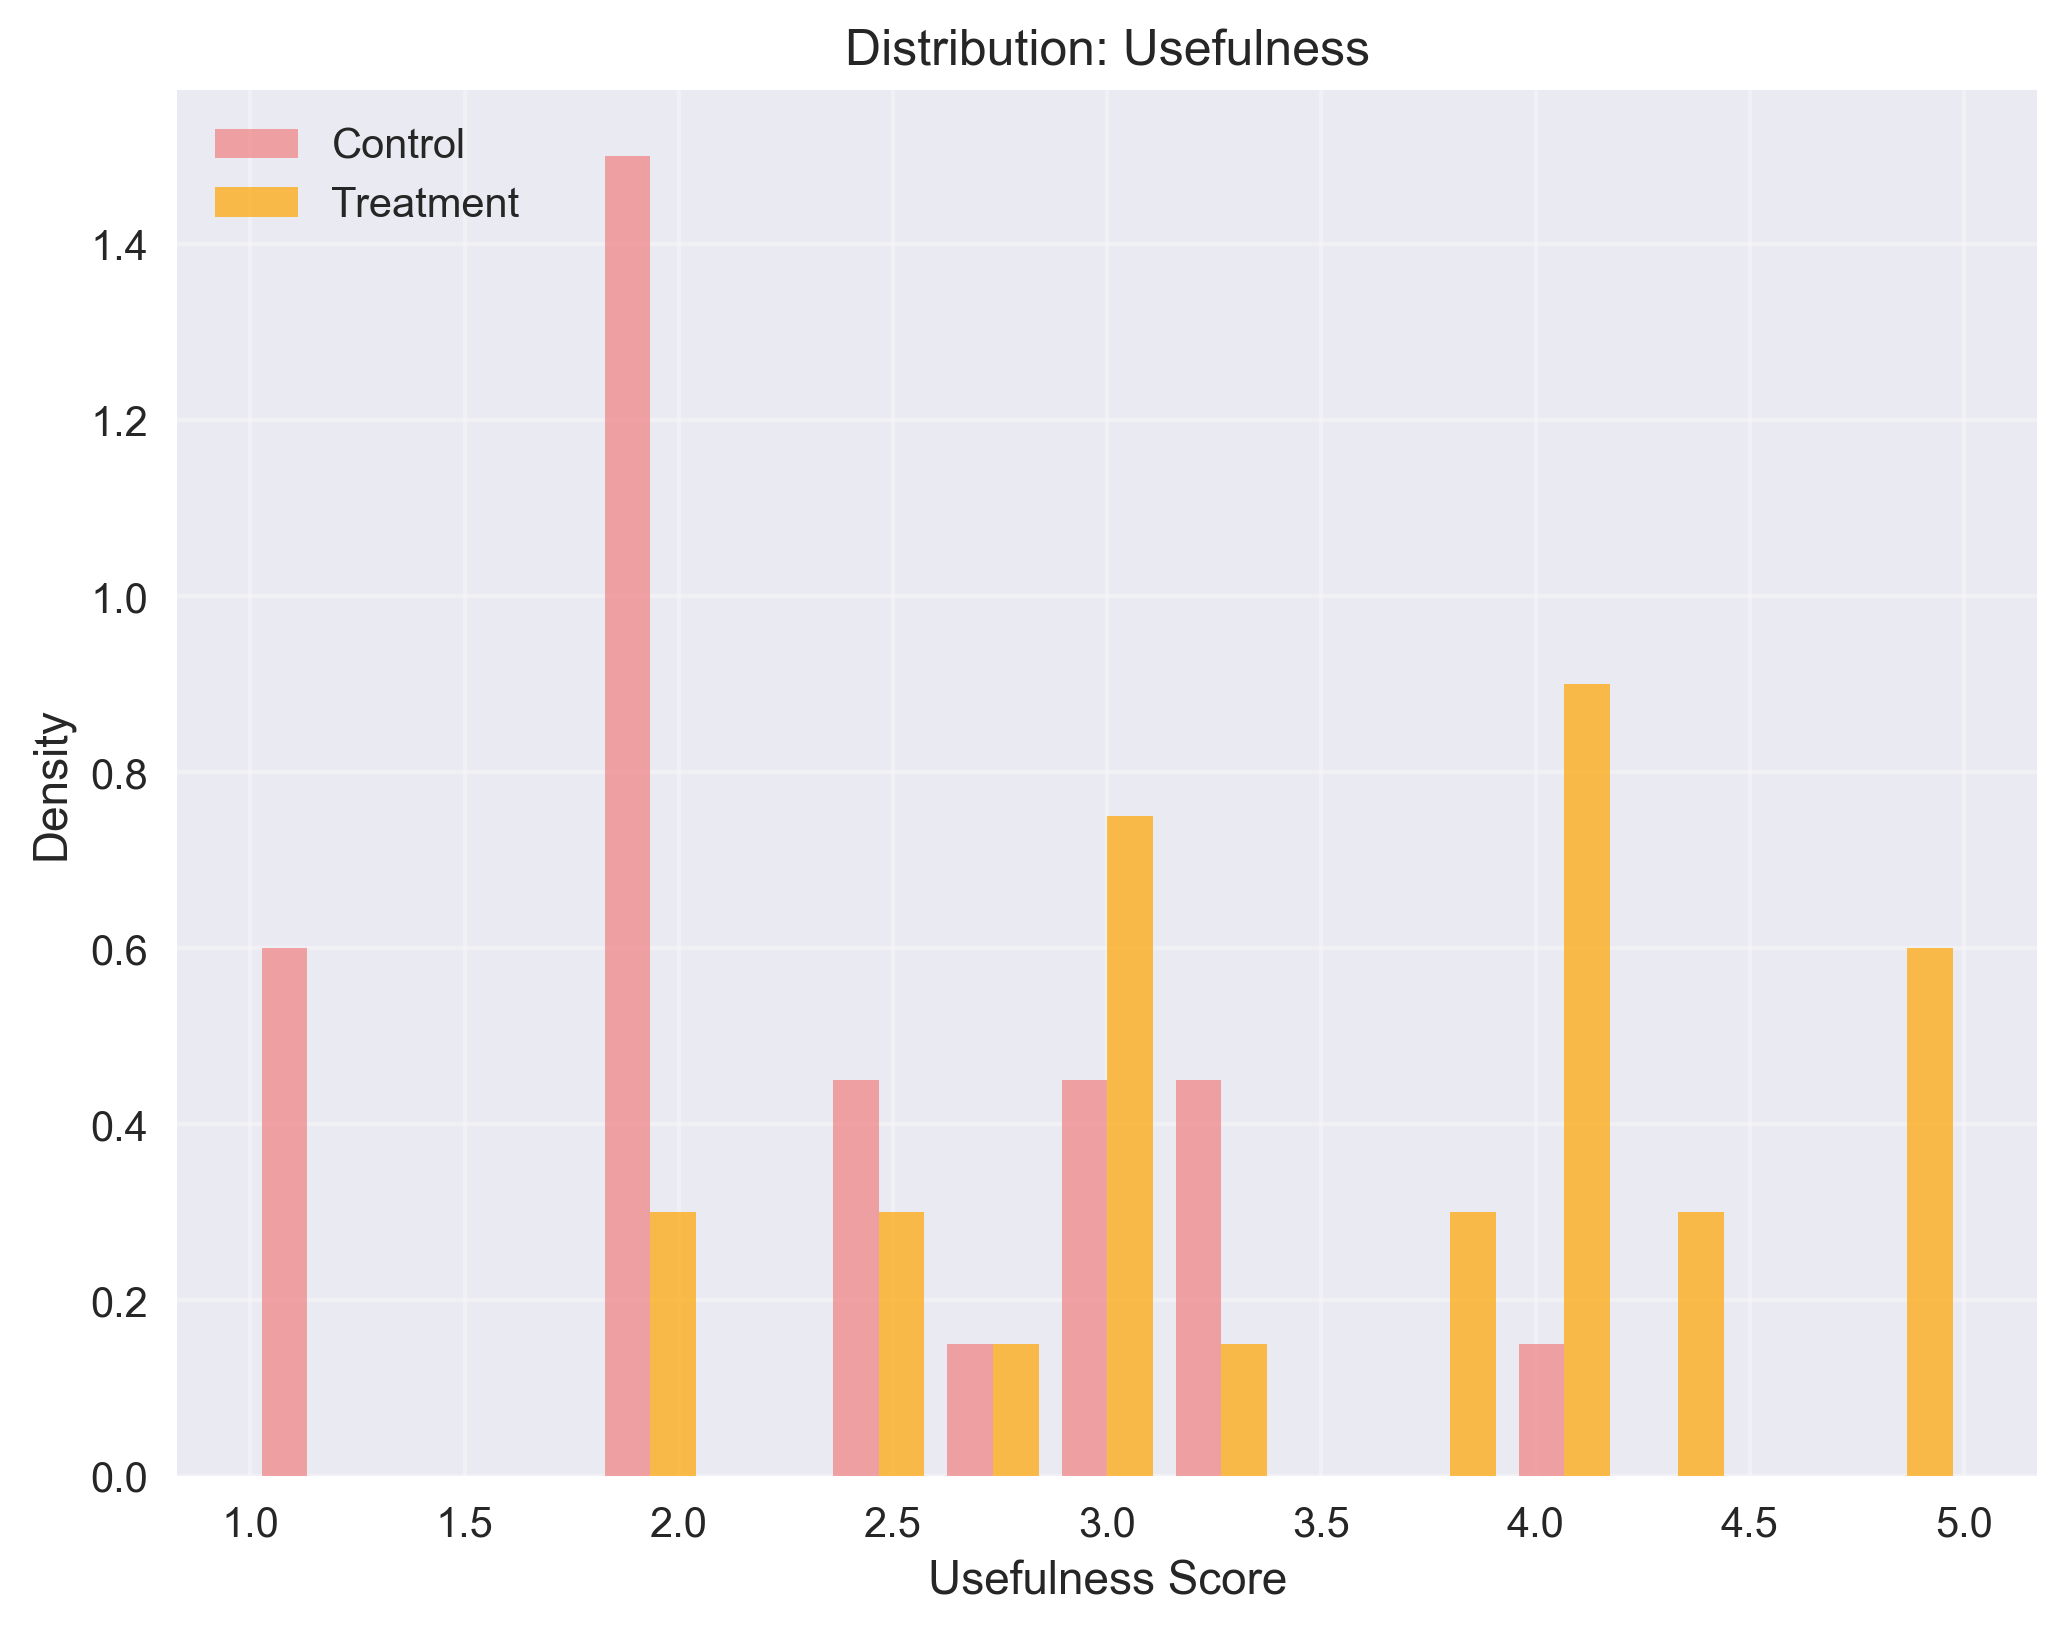 Distribution: Usefulness
Control
Treatment
1.4
1.2
1.0
0.8
0.6
0.4
0.2
0.0
Density
1.0 1.5 2.0 2.5 3.0 3.5 4.0 4.5 5.0
Usefulness Score